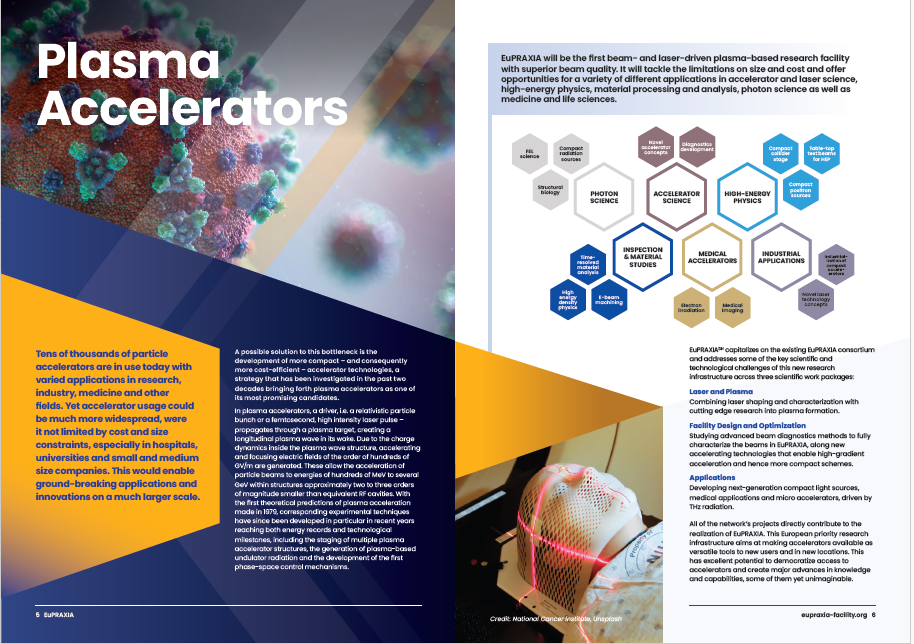 Plasma
Accelerators
Tens of thousands of particle
accelerators are in use today with
varied applications in research,
industry, medicine and other
fields. Yet accelerator usage could
be much more widespread, were
it not limited by cost and size
constraints, especially in hospitals,
universities and small and medium
size companies. This would enable
ground-breaking applications and
innovations on a much larger scale.
A possible solution to this bottleneck is the
development of more compact – and consequently
more cost-efficient – accelerator technologies, a
strategy that has been investigated in the past two
decades bringing forth plasma accelerators as one of
its most promising candidates.
In plasma accelerators, a driver, i.e. a relativistic particle
bunch or a femtosecond, high intensity laser pulse –
propagates through a plasma target, creating a
longitudinal plasma wave in its wake. Due to the charge
dynamics inside the plasma wave structure, accelerating
and focusing electric fields of the order of hundreds of
GV/m are generated. These allow the acceleration of
particle beams to energies of hundreds of MeV to several
GeV within structures approximately two to three orders
of magnitude smaller than equivalent RF cavities. With
the first theoretical predictions of plasma acceleration
made in 1979, corresponding experimental techniques
have since been developed in particular in recent years
reaching both energy records and technological
milestones, including the staging of multiple plasma
accelerator structures, the generation of plasma-based
undulator radiation and the development of the first
phase-space control mechanisms.
5 EuPRAXIA
EuPRAXIA will be the first beam- and laser-driven plasma-based research facility
with superior beam quality. It will tackle the limitations on size and cost and offer
opportunities for a variety of different applications in accelerator and laser science,
high-energy physics, material processing and analysis, photon science as well as
medicine and life sciences.
FEL
science
Compact
radiation
sources
Structural
biology
PHOTON
SCIENCE
Novel
accelerator
concepts
Diagnostics
development
ACCELERATOR
SCIENCE
Compact
collider
stage
Table-top
test beams
for HEP
Compact
positron
sources
HIGH-ENERGY
PHYSICS
Time-
resolved
material
analysis
High
energy
density
physics
E-beam
machining
INSPECTION
& MATERIAL
STUDIES
MEDICAL
ACCELERATORS
Electron
irradiation
Medical
imaging
INDUSTRIAL
APPLICATIONS
Industrial-
ization of
compact
accele-
rators
Novel laser
technology
concepts
EuPRAXIA℠ capitalizes on the existing EuPRAXIA consortium
and addresses some of the key scientific and
technological challenges of this new research
infrastructure across three scientific work packages:
Laser and Plasma
Combining laser shaping and characterization with
cutting edge research into plasma formation.
Facility Design and Optimization
Studying advanced beam diagnostics methods to fully
characterize the beams in EuPRAXIA, along new
accelerating technologies that enable high-gradient
acceleration and hence more compact schemes.
Applications
Developing next-generation compact light sources,
medical applications and micro accelerators, driven by
THz radiation.
All of the network's projects directly contribute to the
realization of EuPRAXIA. This European priority research
infrastructure aims at making accelerators available as
versatile tools to new users and in new locations. This
has excellent potential to democratize access to
accelerators and create major advances in knowledge
and capabilities, some of them yet unimaginable.
Credit: National Cancer Institute, Unsplash
eupraxia-facility.org 6